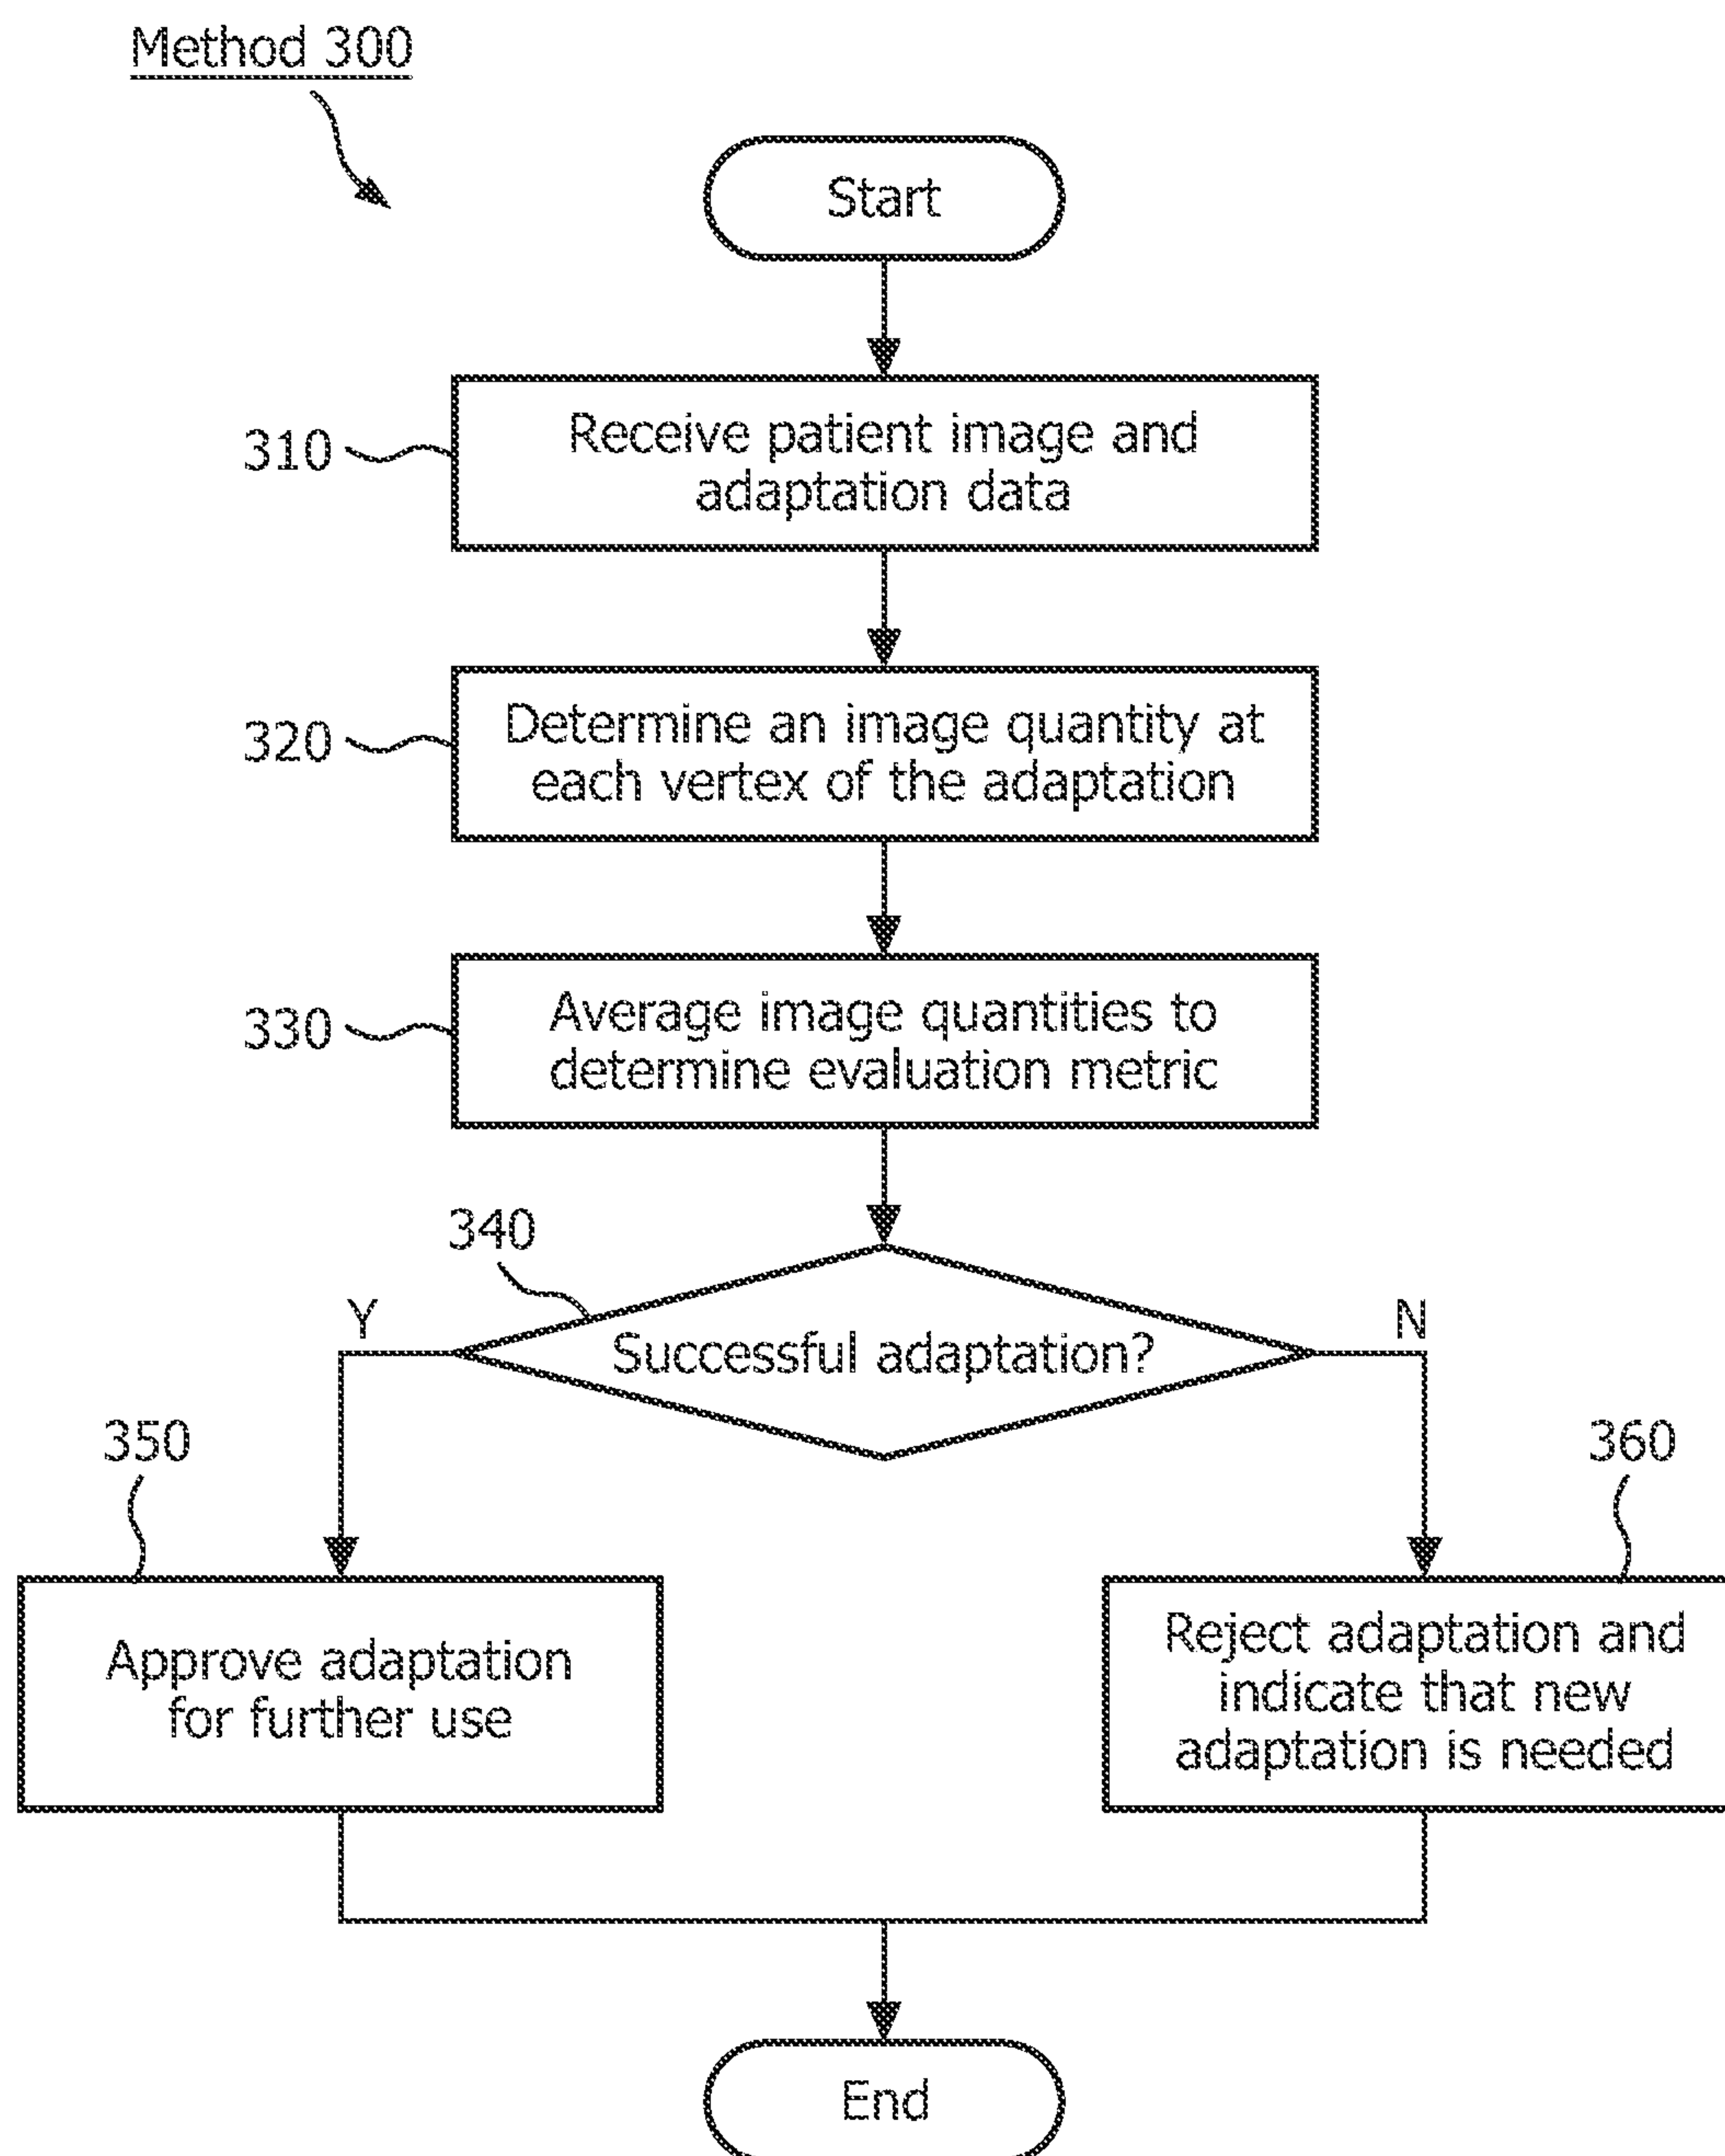 Method 300
Start
310
Receive patient image and
adaptation data
320
Determine an image quantity at
each vertex of the adaptation
330
Average image quantities to
determine evaluation metric
340
Y
Successful adaptation?
N
350
Approve adaptation
for further use
360
Reject adaptation and
indicate that new
adaptation is needed
End